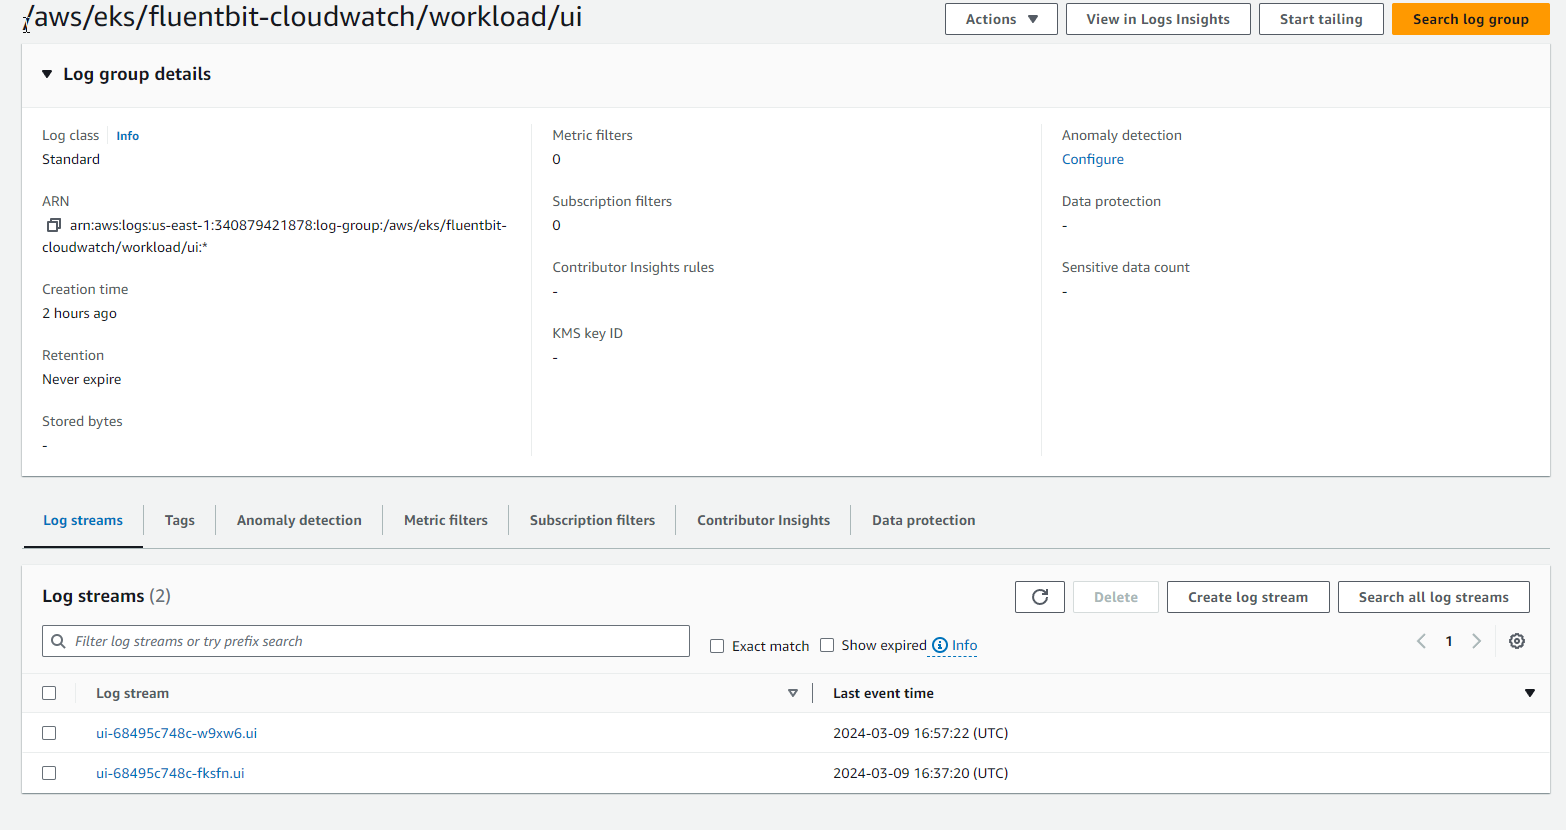 /aws/eks/fluentbit-cloudwatch/workload/ui
Actions
View in Logs Insights
Start tailing
Search log group
Log group details
Log class Info
Standard
ARN
arn:aws:logs:us-east-1:340879421878:log-group:/aws/eks/fluentbit-
cloudwatch/workload/ui:*
Creation time
2 hours ago
Retention
Never expire
Stored bytes
-
Metric filters
0
Subscription filters
0
Contributor Insights rules
-
KMS key ID
-
Anomaly detection
Configure
Data protection
-
Sensitive data count
-
Log streams
Tags
Anomaly detection
Metric filters
Subscription filters
Contributor Insights
Data protection
Log streams (2)
Delete
Create log stream
Search all log streams
Filter log streams or try prefix search
Exact match
Show expired
Info
1
Log stream
Last event time
ui-68495c748c-w9xw6.ui
2024-03-09 16:57:22 (UTC)
ui-68495c748c-fksfn.ui
2024-03-09 16:37:20 (UTC)